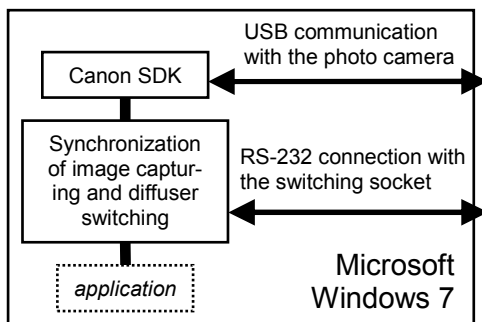 USB communication
with the photo camera
Canon SDK
Synchronization
of image captur-
ing and diffuser
switching
RS-232 connection with
the switching socket
application
Microsoft
Windows 7